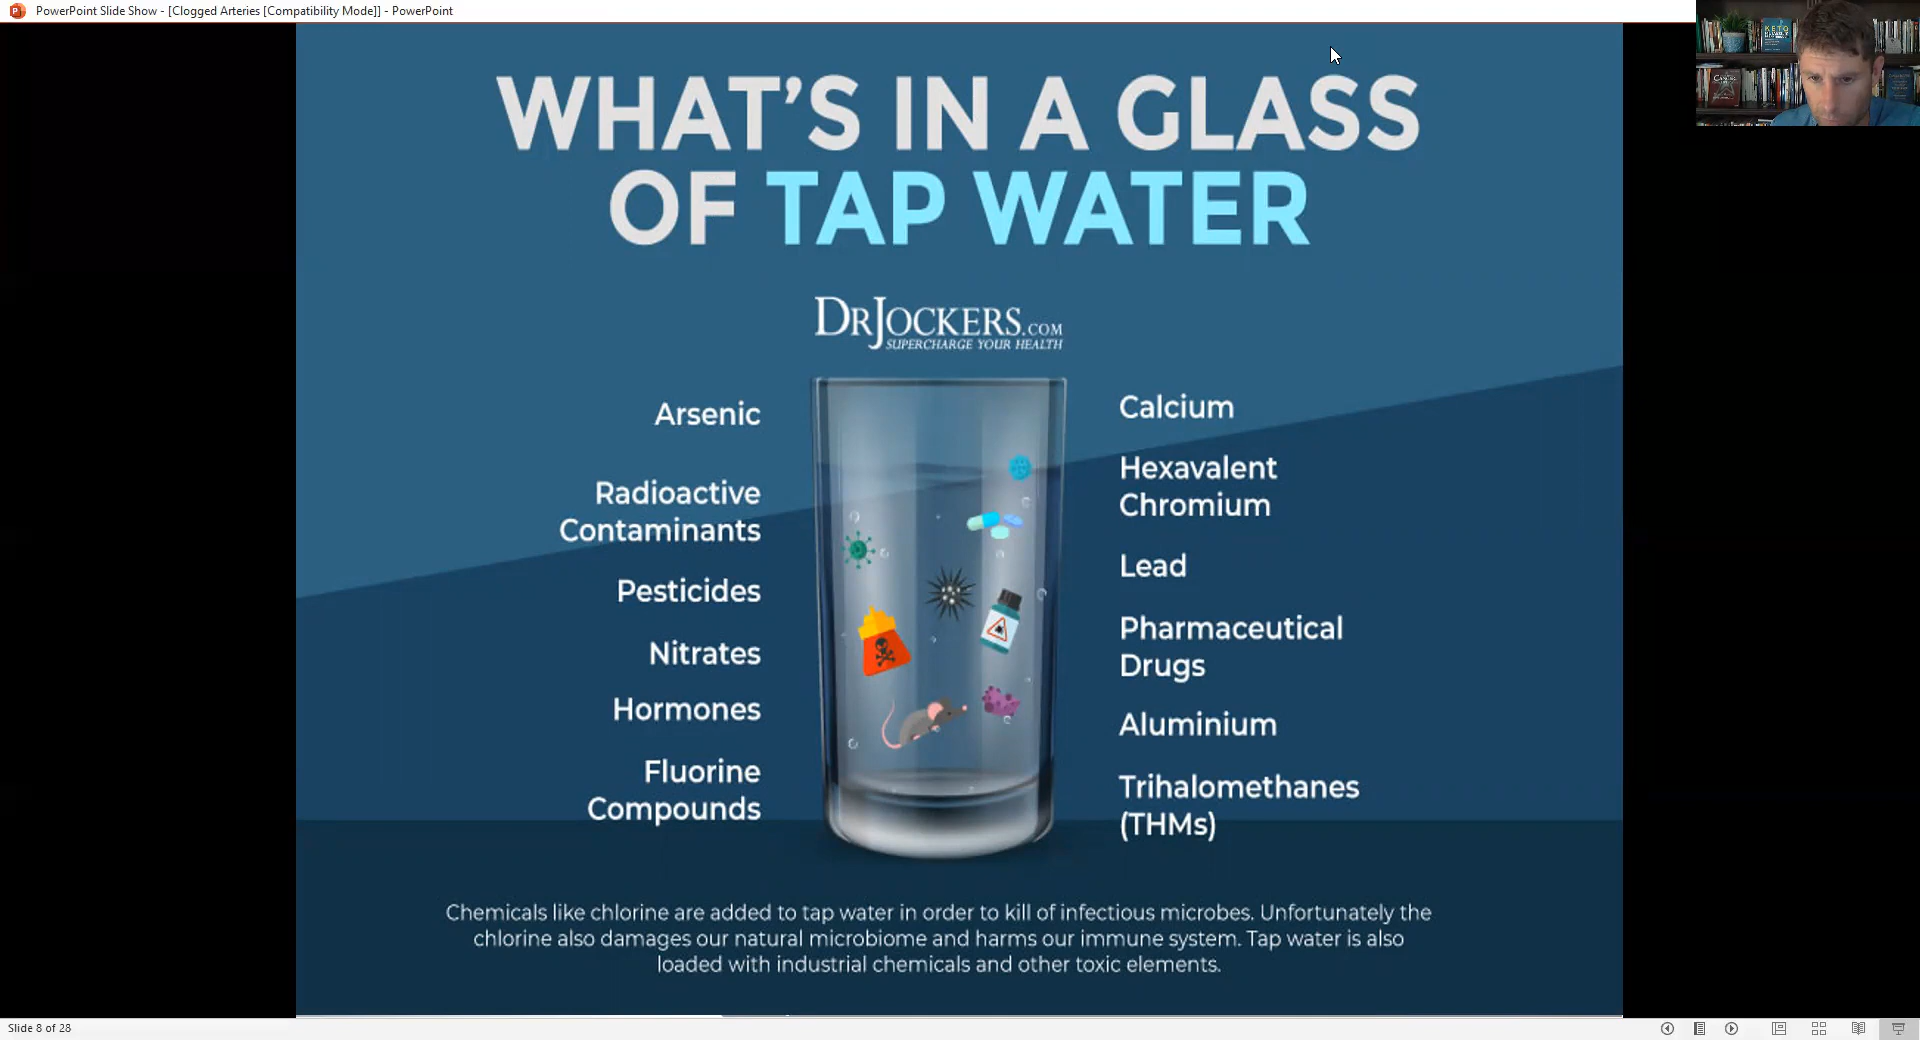 PowerPoint Slide Show - [Clogged Arteries [Compatibility Mode]] - PowerPoint
KETO
CANCER
WHAT'S IN A GLASS
OF TAP WATER
DRJOCKERS.COM
SUPERCHARGE YOUR HEALTH
Arsenic
Radioactive
Contaminants
Pesticides
Nitrates
Hormones
Fluorine
Compounds
Calcium
Hexavalent
Chromium
Lead
Pharmaceutical
Drugs
Aluminium
Trihalomethanes
(THMs)
Chemicals like chlorine are added to tap water in order to kill of infectious microbes. Unfortunately the
chlorine also damages our natural microbiome and harms our immune system. Tap water is also
loaded with industrial chemicals and other toxic elements.
Slide 8 of 28